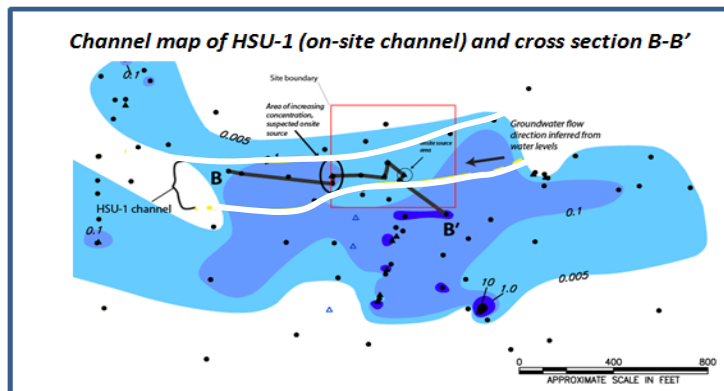 Channel map of HSU-1 (on-site channel) and cross section B-B’
0.1
Site boundary
Area of increasing
concentration,
suspected onsite
source
0.005
Groundwater flow
direction inferred from
water levels
onsite source
area
B
HSU-1 channel
B’
0.1
0.1
0.005
10
1.0
0
400
800
APPROXIMATE SCALE IN FEET